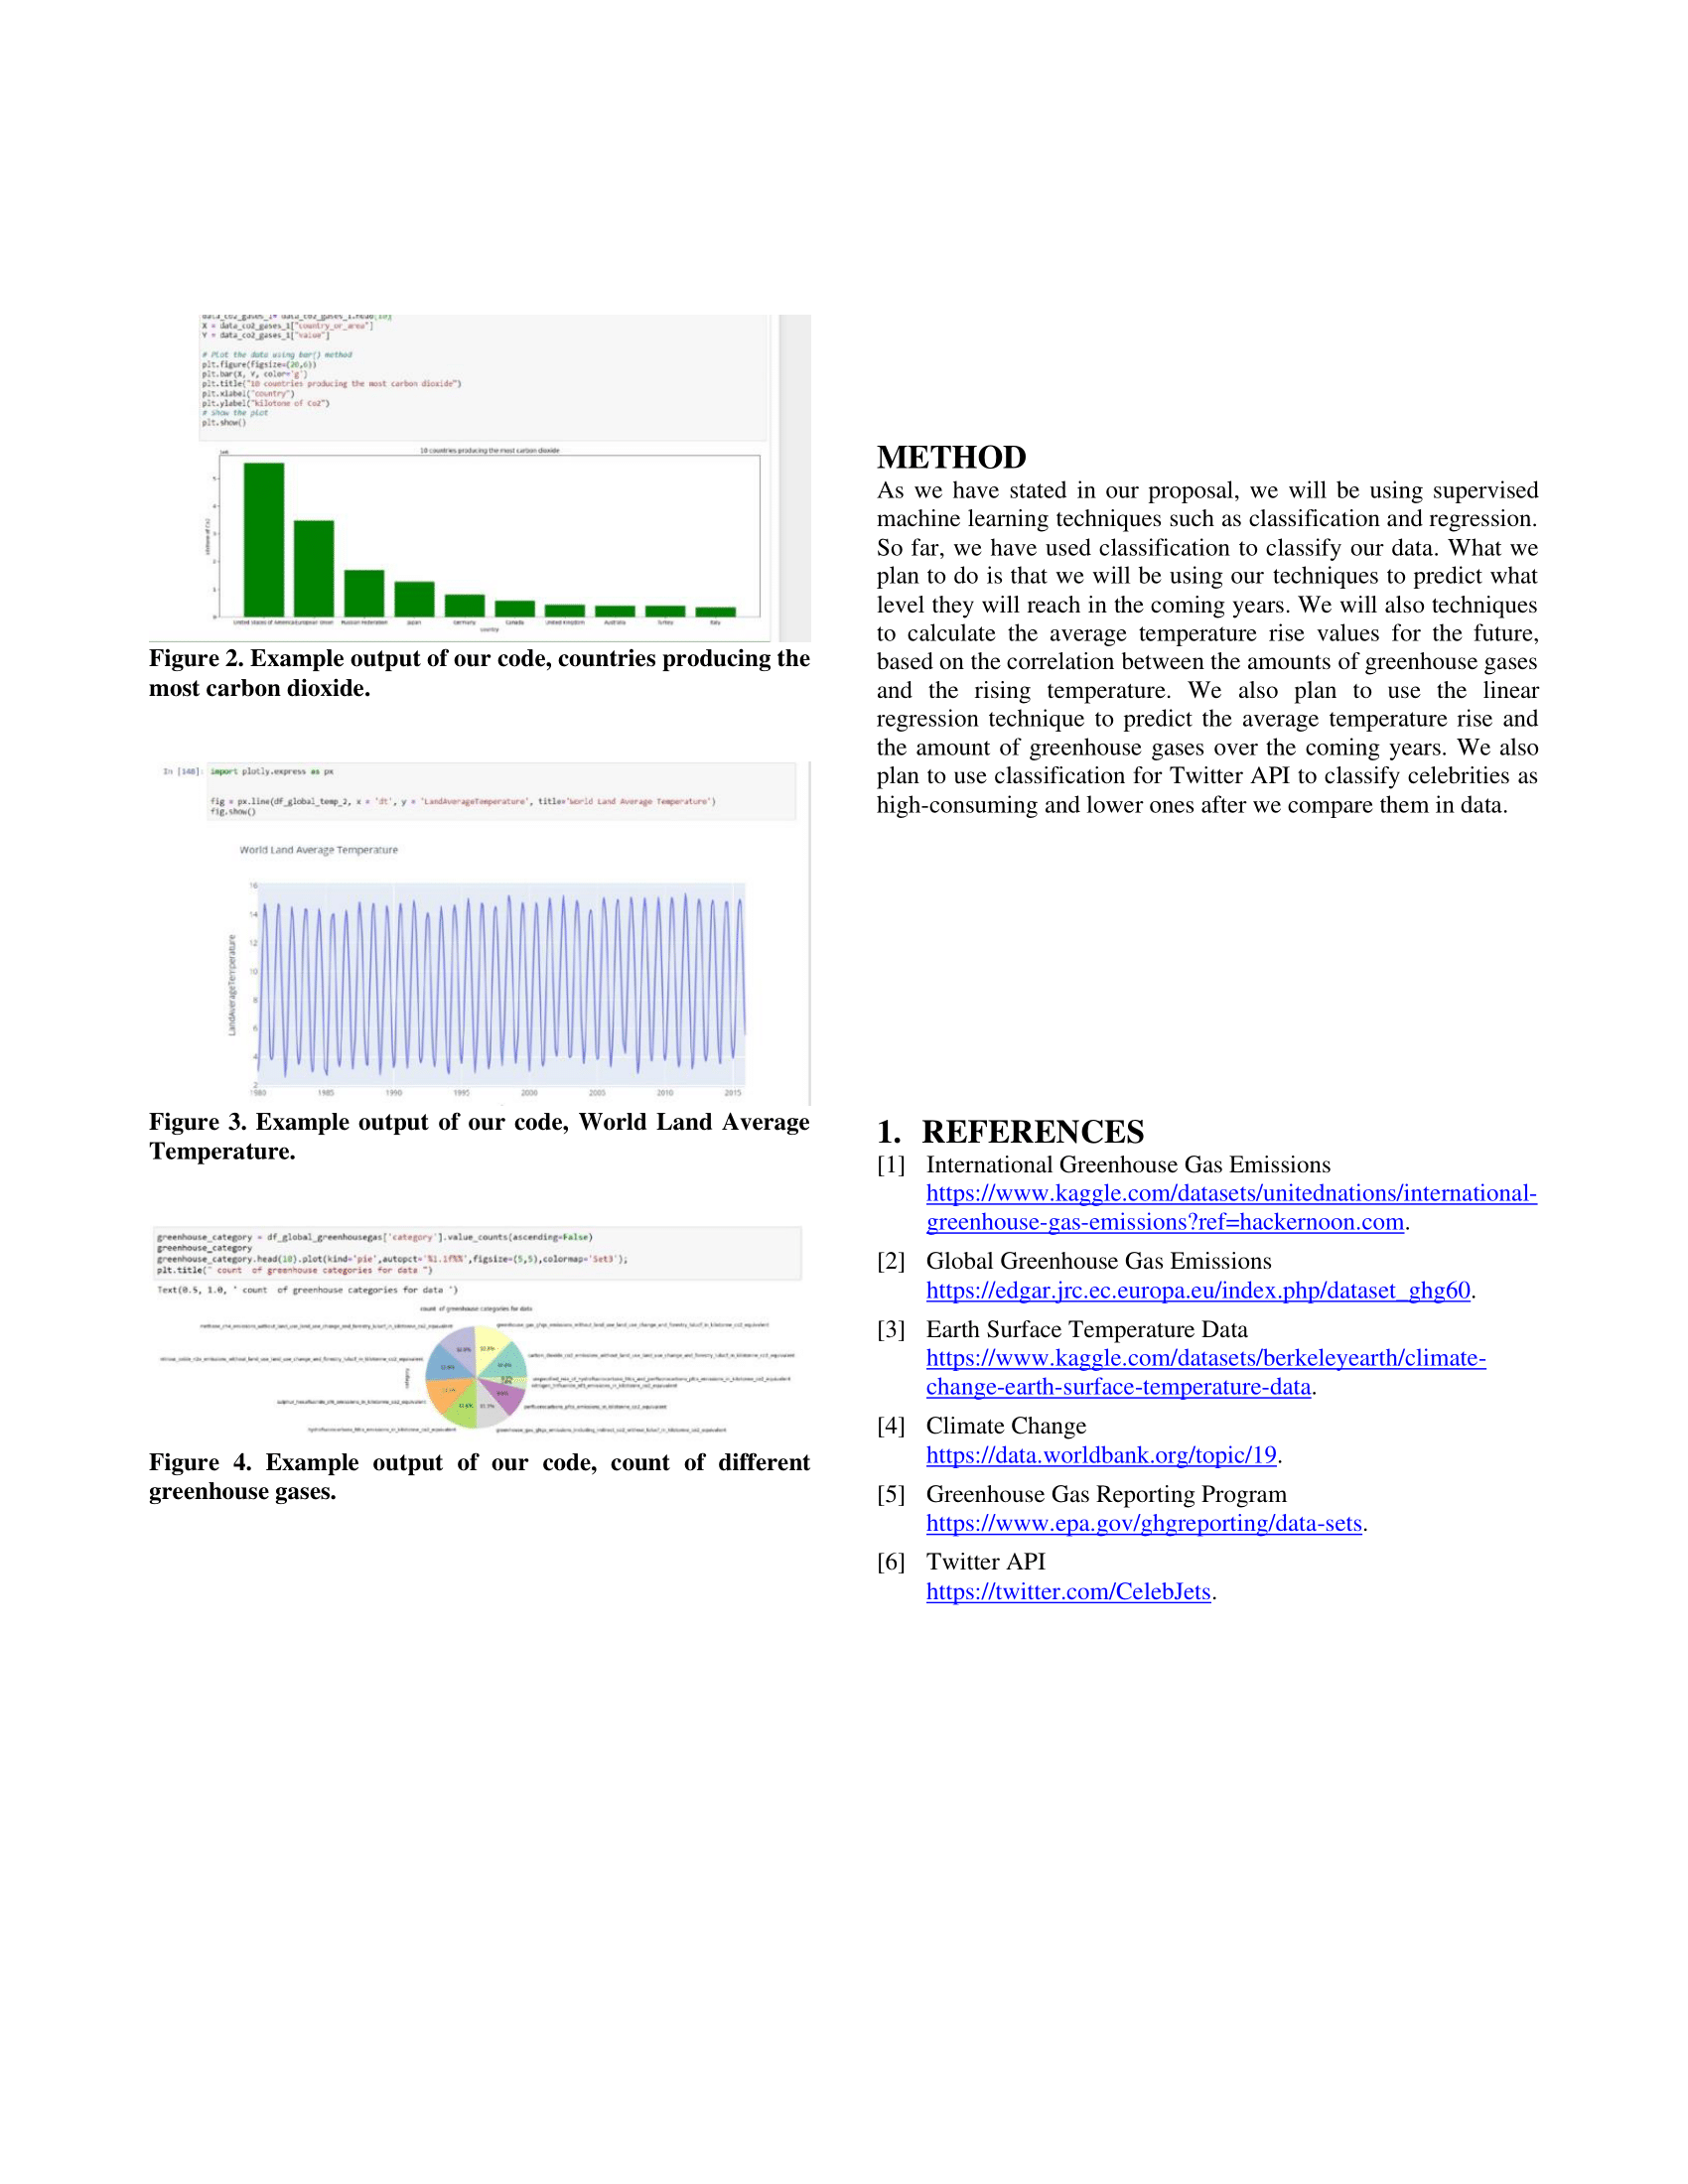 X = data_co2_gases_1["country_or_area"]
Y = data_co2_gases_1["value"]
# Plot the data using bar() method
plt.figure(figsize=(20,6))
plt.bar(X, Y, color='g')
plt.title("10 countries producing the most carbon dioxide")
plt.xlabel("country")
plt.ylabel("kilotone of Co2")
# Show the plot
plt.show()
10 countries producing the most carbon dioxide
5
4
3
2
1
0
United States of America European Union Russian Federation Japan Germany Canada United Kingdom Australia Turkey Italy
country
Figure 2. Example output of our code, countries producing the
most carbon dioxide.
In [148]: import plotly.express as px
fig = px.line(df_global_temp_2, x = 'dt', y = 'LandAverageTemperature', title='World Land Average Temperature')
fig.show()
World Land Average Temperature
LandAverageTemperature
16
14
12
10
8
6
4
2
1980 1985 1990 1995 2000 2005 2010 2015
Figure 3. Example output of our code, World Land Average
Temperature.
greenhouse_category = df_global_greenhousegas['category'].value_counts(ascending=False)
greenhouse_category
greenhouse_category.head(10).plot(kind='pie',autopct='%1.1f%%',figsize=(5,5),colormap='Set3');
plt.title(" count  of greenhouse categories for data ")
Text(0.5, 1.0, ' count  of greenhouse categories for data ')
count of greenhouse categories for data
category
Figure 4. Example output of our code, count of different
greenhouse gases.
METHOD
As we have stated in our proposal, we will be using supervised
machine learning techniques such as classification and regression.
So far, we have used classification to classify our data. What we
plan to do is that we will be using our techniques to predict what
level they will reach in the coming years. We will also techniques
to calculate the average temperature rise values for the future,
based on the correlation between the amounts of greenhouse gases
and the rising temperature. We also plan to use the linear
regression technique to predict the average temperature rise and
the amount of greenhouse gases over the coming years. We also
plan to use classification for Twitter API to classify celebrities as
high-consuming and lower ones after we compare them in data.
1. REFERENCES
[1] International Greenhouse Gas Emissions
https://www.kaggle.com/datasets/unitednations/international-
greenhouse-gas-emissions?ref=hackernoon.com.
[2] Global Greenhouse Gas Emissions
https://edgar.jrc.ec.europa.eu/index.php/dataset_ghg60.
[3] Earth Surface Temperature Data
https://www.kaggle.com/datasets/berkeleyearth/climate-
change-earth-surface-temperature-data.
[4] Climate Change
https://data.worldbank.org/topic/19.
[5] Greenhouse Gas Reporting Program
https://www.epa.gov/ghgreporting/data-sets.
[6] Twitter API
https://twitter.com/CelebJets.